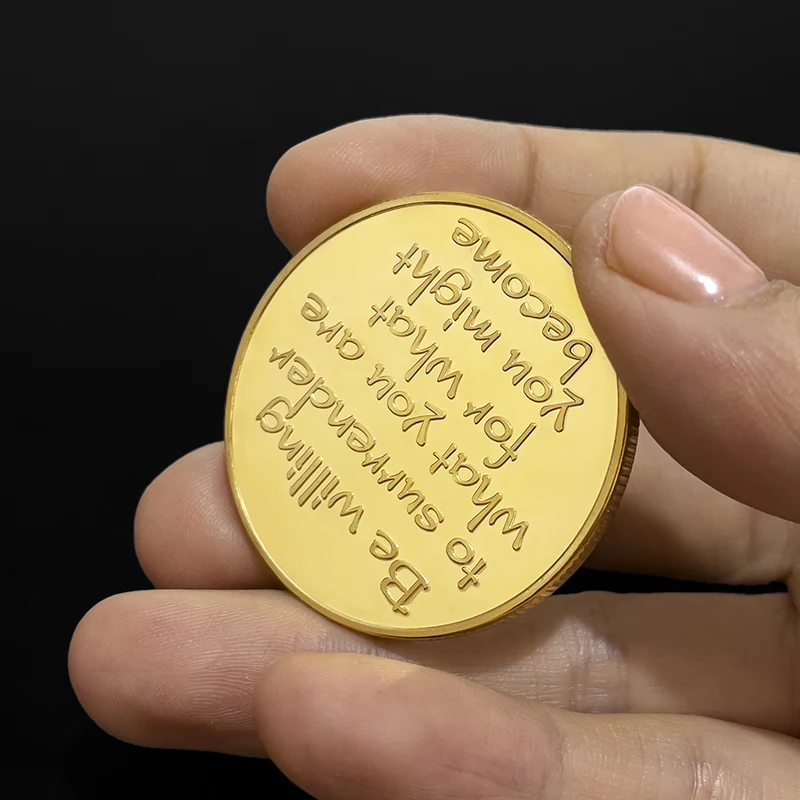 Be willing
to surrender
what you are
for what
you might
become